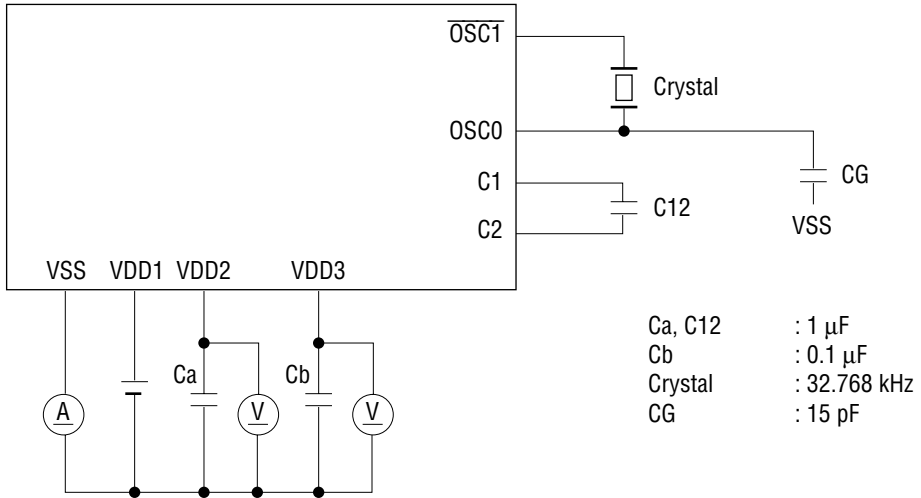 OSC1
Crystal
OSC0
CG
C1
C12
C2
VSS
VSS VDD1 VDD2 VDD3
Ca Cb
A V V
Ca, C12 : 1 μF
Cb : 0.1 μF
Crystal : 32.768 kHz
CG : 15 pF